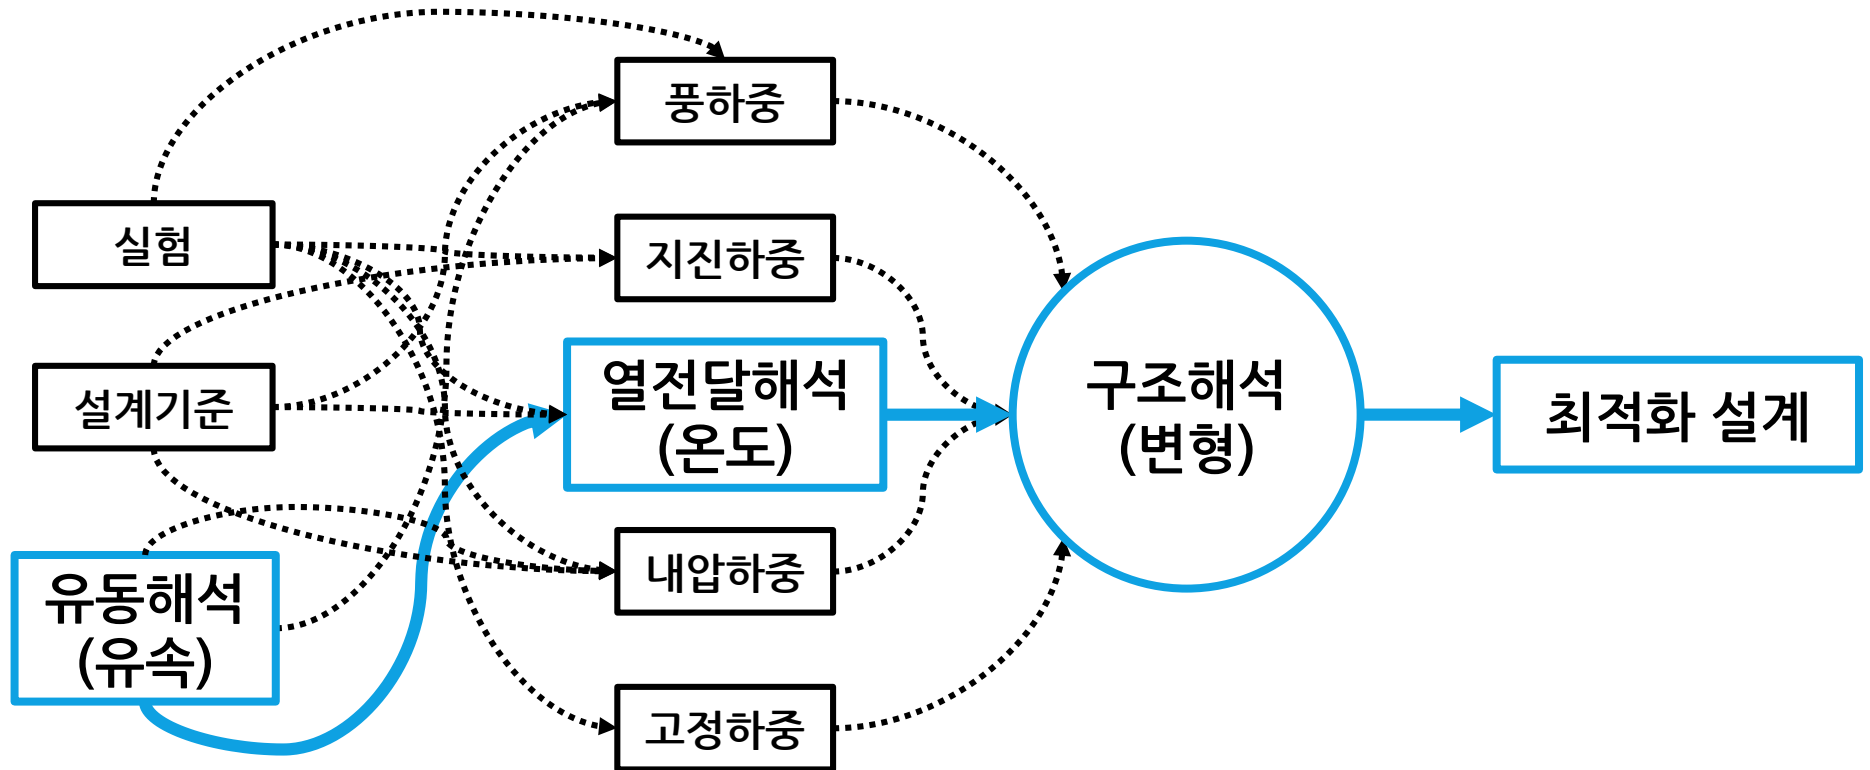 풍하중
실험
지진하중
열전달해석
(온도)
구조해석
(변형)
최적화 설계
설계기준
내압하중
유동해석
(유속)
고정하중